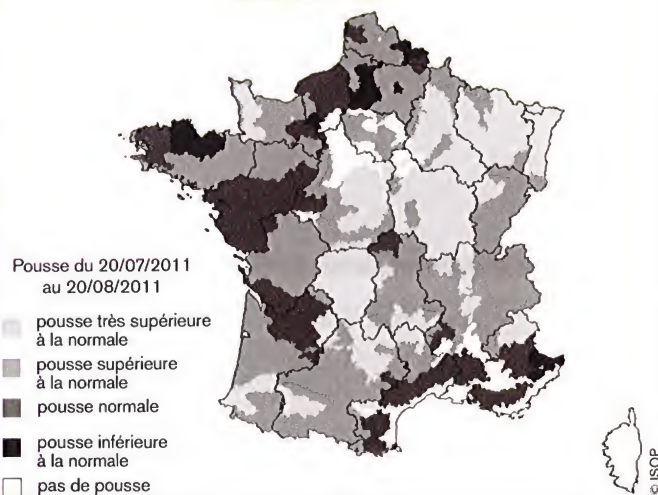 Pousse du 20/07/2011
au 20/08/2011
pousse très supérieure
à la normale
pousse supérieure
à la normale
pousse normale
pousse inférieure
à la normale
pas de pousse
© ISOP